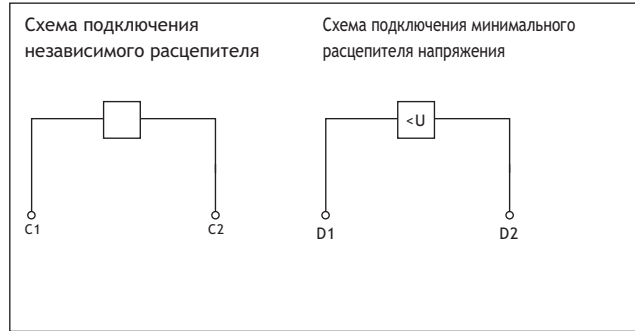 Схема подключения
независимого расцепителя
Схема подключения минимального
расцепителя напряжения
<U
C1
C2
D1
D2